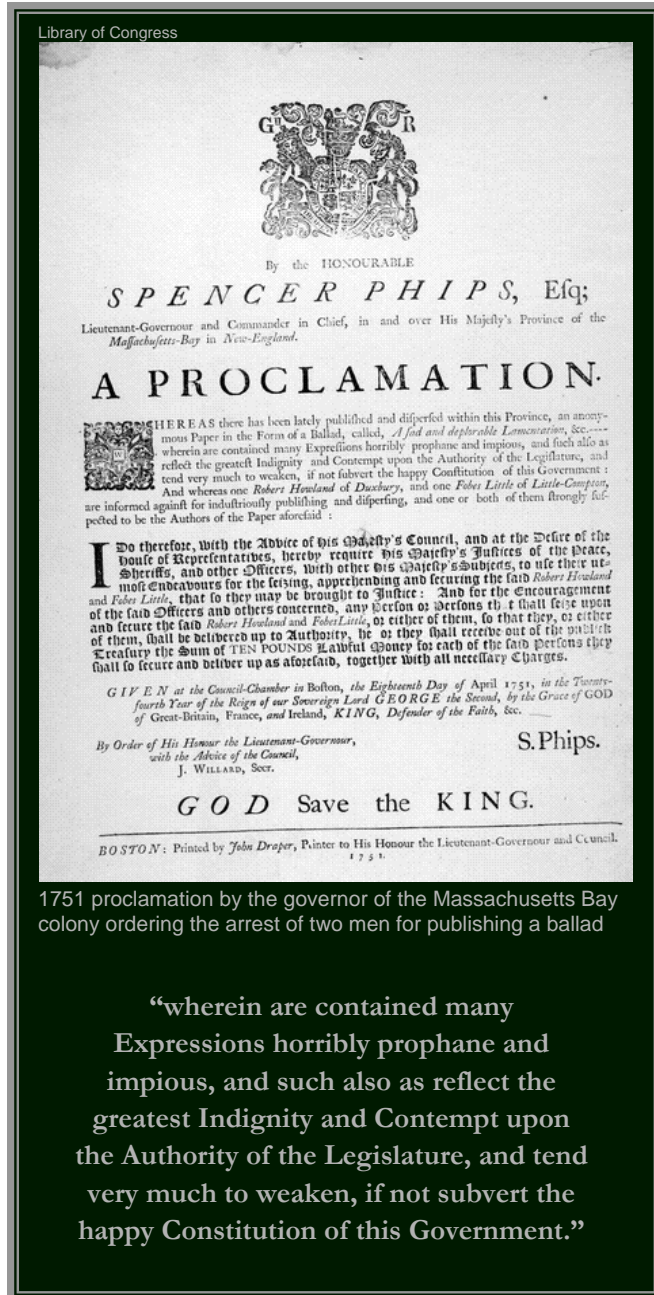 Library of Congress
G II R
By the HONOURABLE
SPENCER PHIPS, Eſq;
Lieutenant-Governour and Commander in Chief, in and over His Majeſty's Province of the
Maſſachuſetts-Bay in New-England.
A PROCLAMATION.
WHEREAS there has been lately publiſhed and diſperſed within this Province, an anony-
mous Paper in the Form of a Ballad, called, A ſad and deplorable Lamentation, &c.----
wherein are contained many Expreſſions horribly prophane and impious, and ſuch alſo as
reflect the greateſt Indignity and Contempt upon the Authority of the Legiſlature, and
tend very much to weaken, if not ſubvert the happy Conſtitution of this Government :
And whereas one Robert Howland of Duxbury, and one Fobes Little of Little-Compton,
are informed againſt for induſtriouſly publiſhing and diſperſing, and one or both of them ſtrongly ſuſ-
pected to be the Authors of the Paper aforeſaid :
I Do therefore, with the Advice of His Majeſty's Council, and at the Deſire of the
Houſe of Repreſentatives, hereby require His Majeſty's Juſtices of the Peace,
Sheriffs, and other Officers, with other His Majeſty's Subjects, to uſe their ut-
moſt Endeavours for the ſeizing, apprehending and ſecuring the ſaid Robert Howland
and Fobes Little, that ſo they may be brought to Juſtice : And for the Encouragement
of the ſaid Officers and others concerned, any Perſon or Perſons th t ſhall ſeize upon
and ſecure the ſaid Robert Howland and Fobes Little, or either of them, ſo that they, or either
of them, ſhall be delivered up to Authority, he or they ſhall receive out of the publick
Treaſury the Sum of TEN POUNDS Lawful Money for each of the ſaid Perſons they
ſhall ſo ſecure and deliver up as aforeſaid, together with all neceſſary Charges.
GIVEN at the Council-Chamber in Boſton, the Eighteenth Day of April 1751, in the Twenty-
fourth Year of the Reign of our Sovereign Lord GEORGE the Second, by the Grace of GOD
of Great-Britain, France, and Ireland, KING, Defender of the Faith, &c.
By Order of His Honour the Lieutenant-Governour,
with the Advice of the Council,
J. WILLARD, Secr.
S. Phips.
GOD Save the KING.
BOSTON: Printed by John Draper, Printer to His Honour the Lieutenant-Governour and Council.
1751.
1751 proclamation by the governor of the Massachusetts Bay
colony ordering the arrest of two men for publishing a ballad
“wherein are contained many
Expressions horribly prophane and
impious, and such also as reflect the
greatest Indignity and Contempt upon
the Authority of the Legislature, and tend
very much to weaken, if not subvert the
happy Constitution of this Government.”